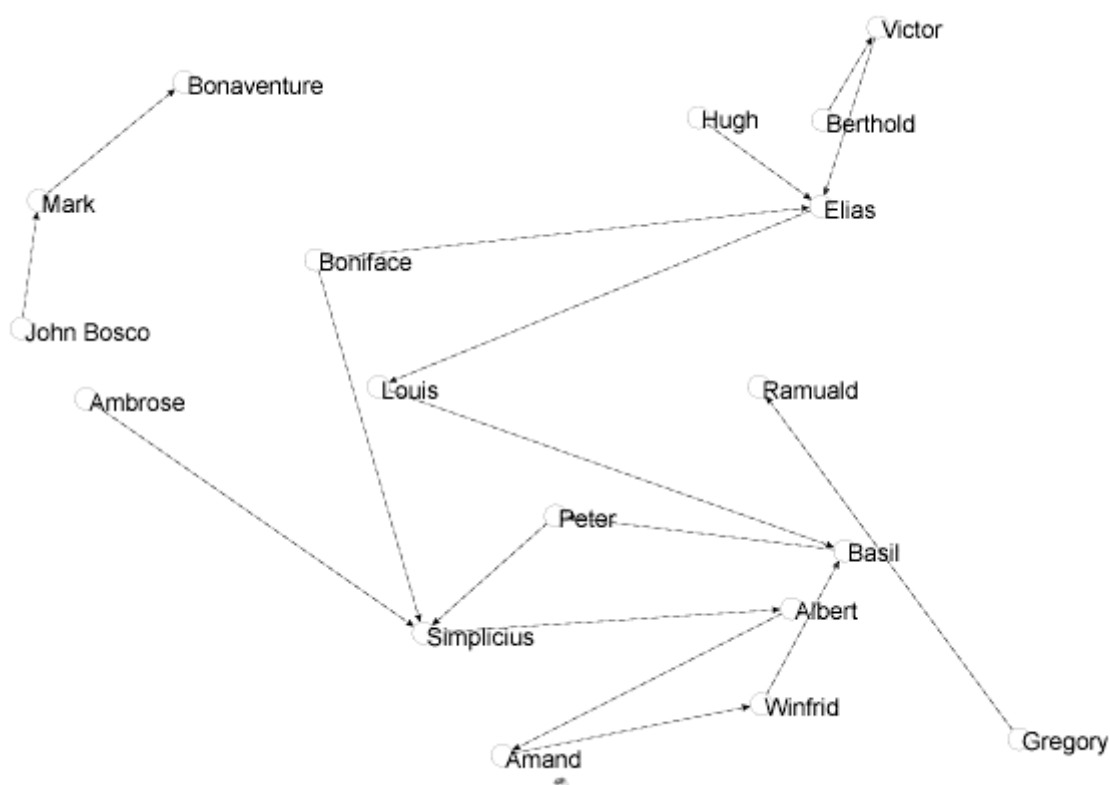 Victor
Bonaventure
Hugh
Berthold
Mark
Elias
Boniface
John Bosco
Louis
Ramuald
Ambrose
Peter
Basil
Albert
Simplicius
Winfrid
Gregory
Amand